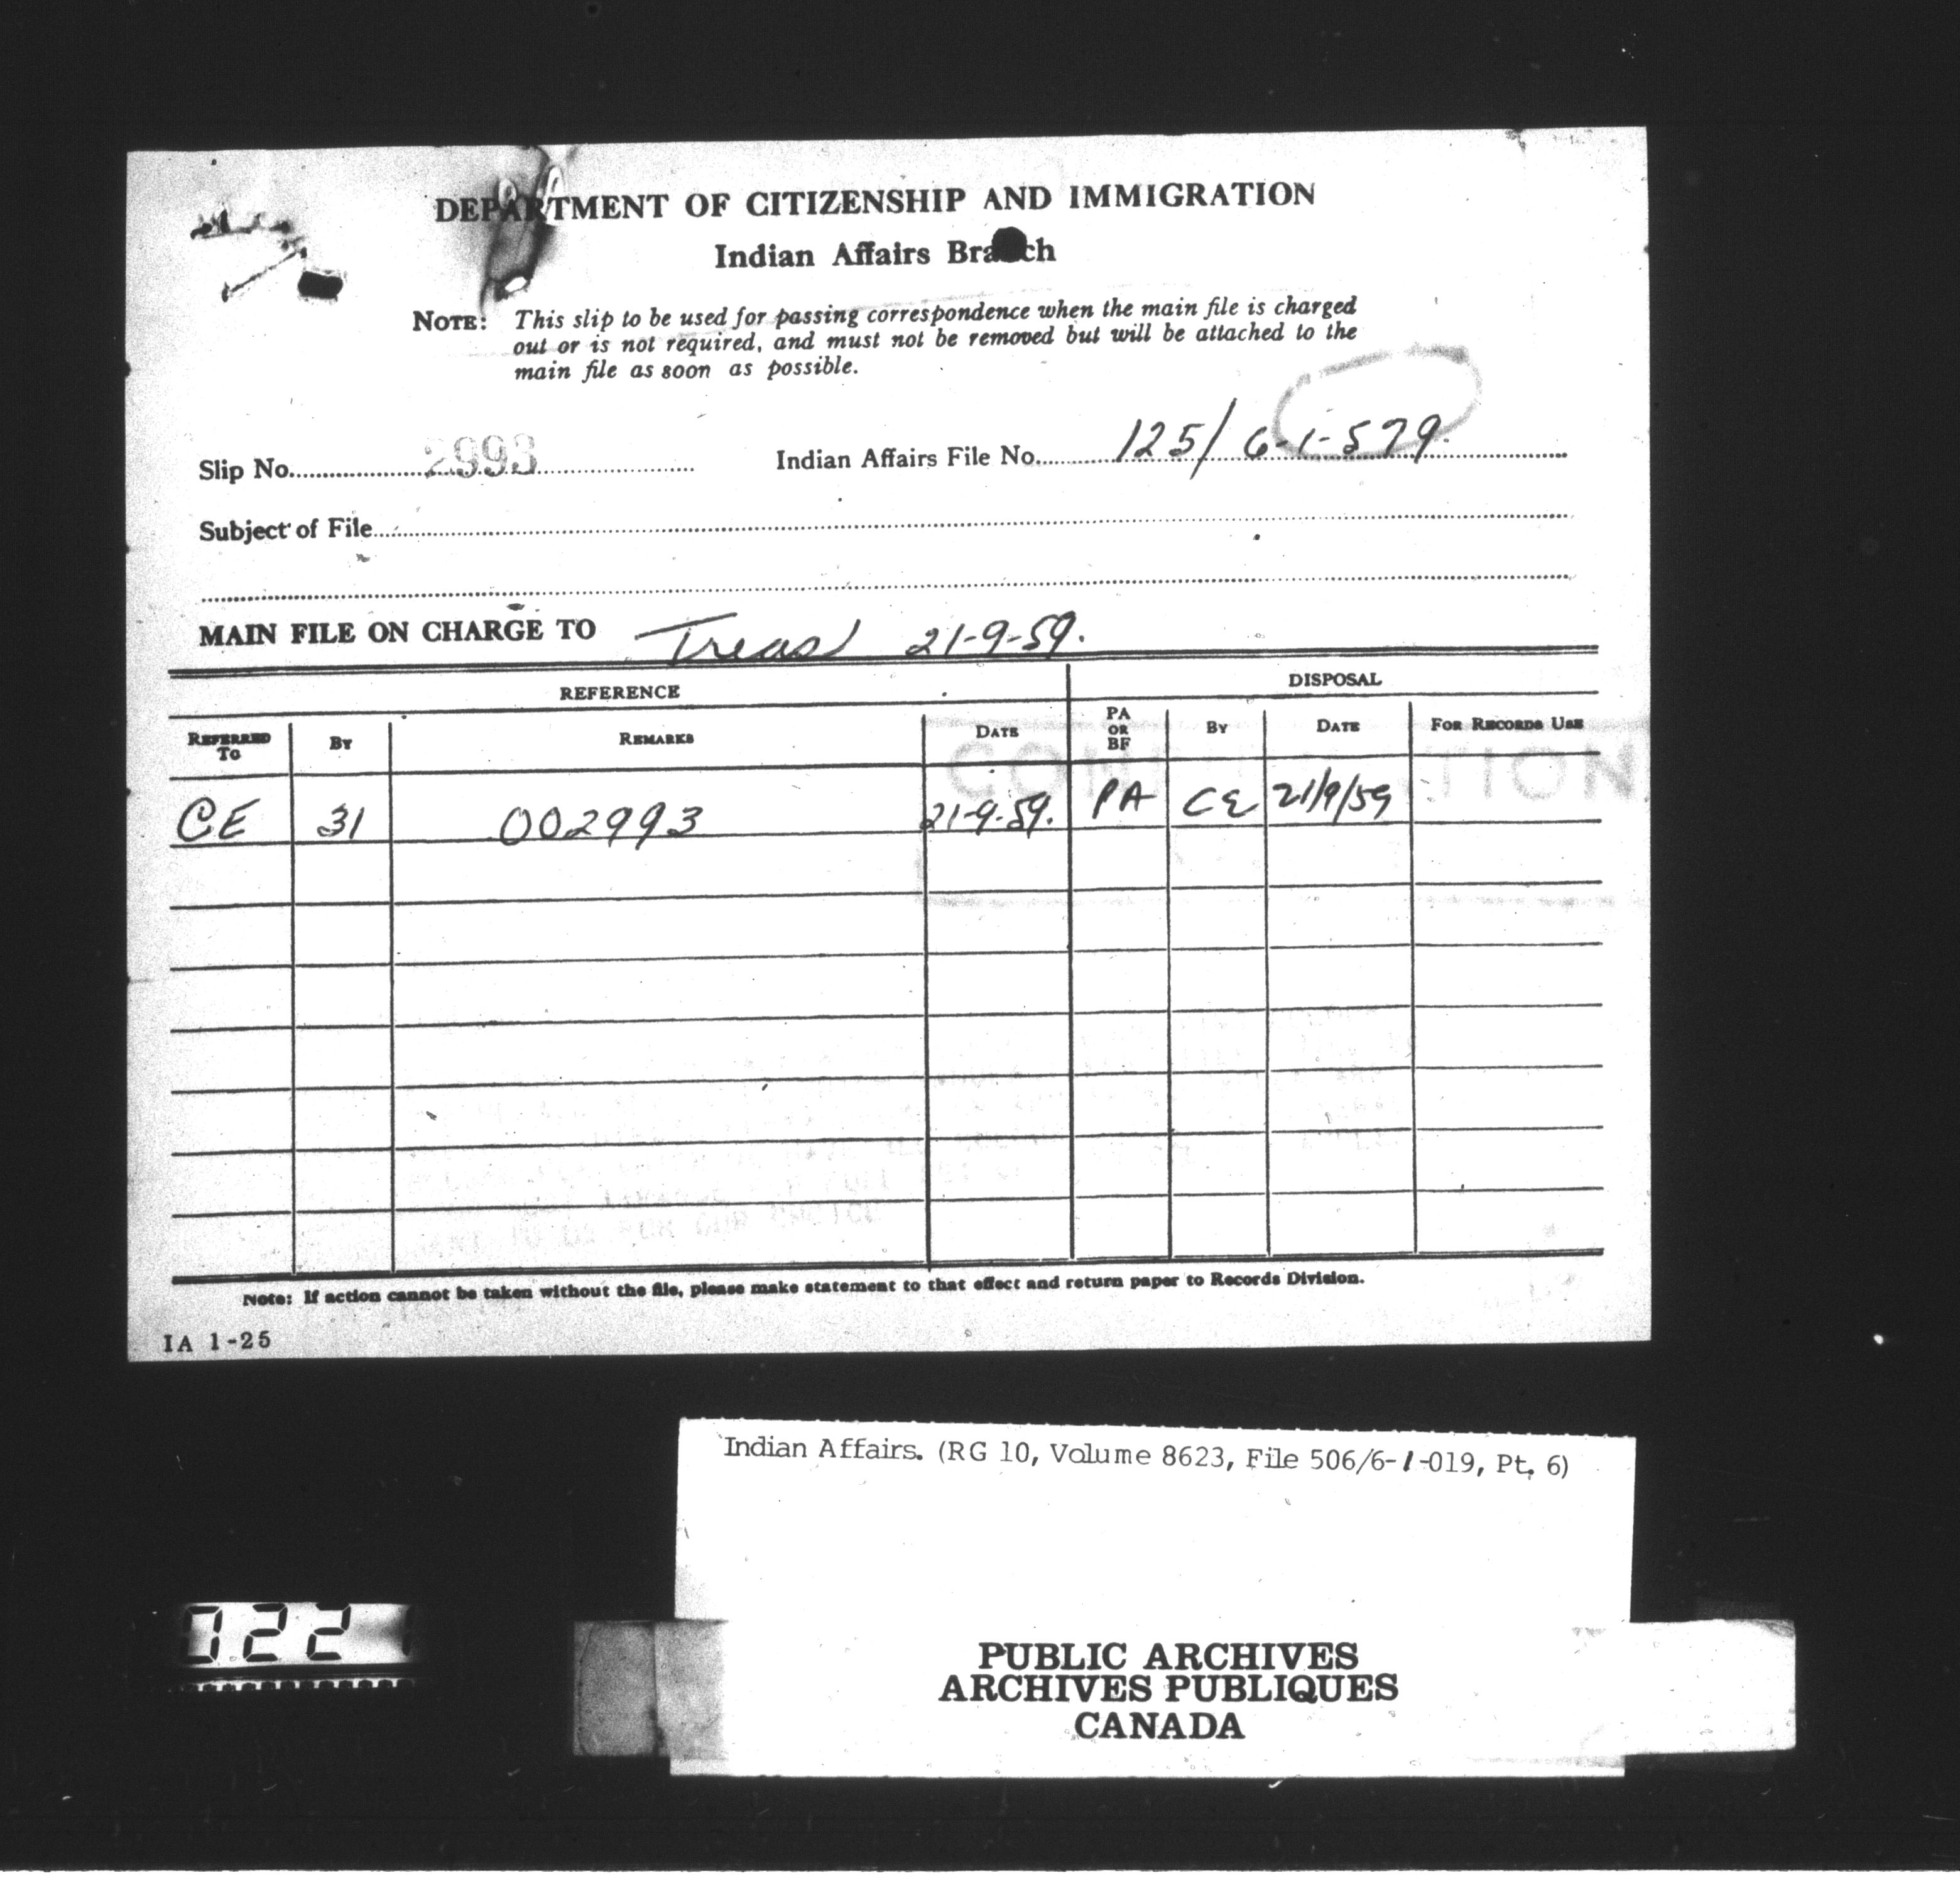 DEPARTMENT OF CITIZENSHIP AND IMMIGRATION
Indian Affairs Branch
NOTE: This slip to be used for passing correspondence when the main file is charged
out or is not required, and must not be removed but will be attached to the
main file as soon as possible.
Slip No. 2993 Indian Affairs File No. 125/6-1-579.
Subject of File
MAIN FILE ON CHARGE TO Treas 21-9-59.
REFERENCE DISPOSAL
REFERRED TO BY REMARKS DATE PA OR BF BY DATE FOR RECORDS USE
CE 31 002993 21-9-59. PA CE 21/9/59
Note: If action cannot be taken without the file, please make statement to that effect and return paper to Records Division.
IA 1-25
Indian Affairs. (RG 10, Volume 8623, File 506/6-1-019, Pt. 6)
722
PUBLIC ARCHIVES
ARCHIVES PUBLIQUES
CANADA